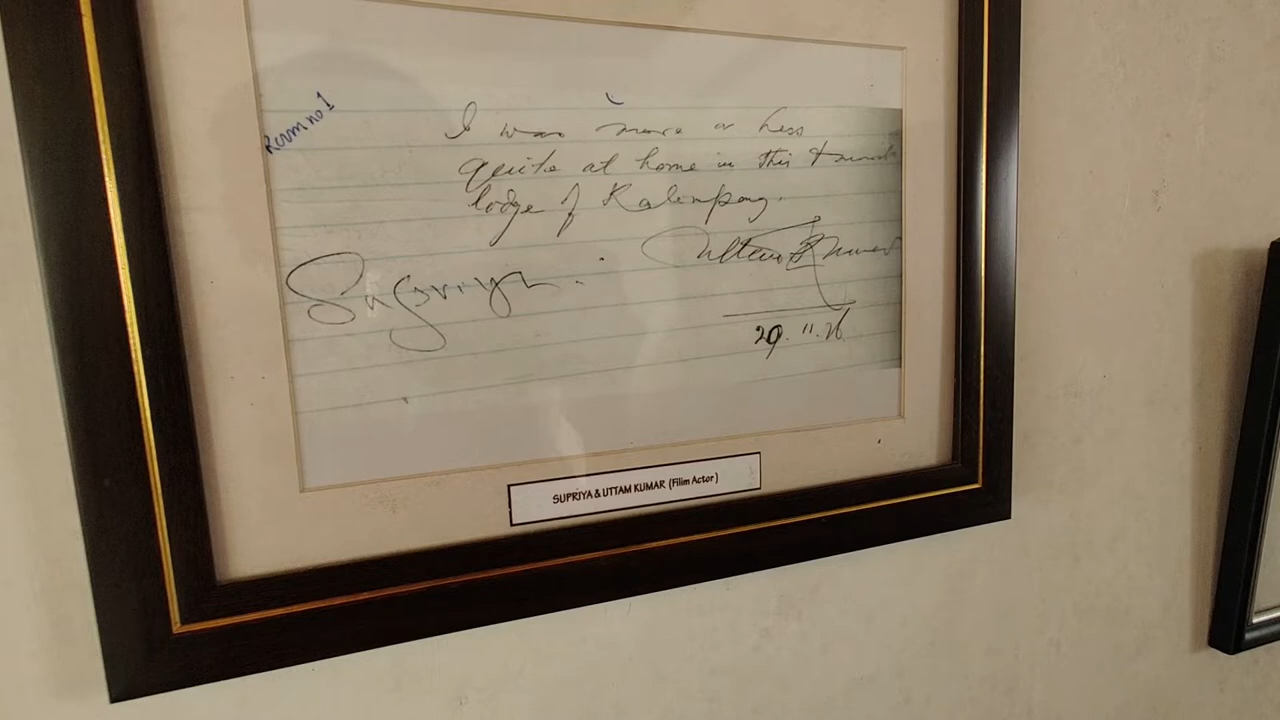 Room no 1
I was more or less
quite at home in this tourist
lodge of Kalimpong.
Uttam Kumar
Supriya.
29.11.76
SUPRIYA & UTTAM KUMAR (Filim Actor)